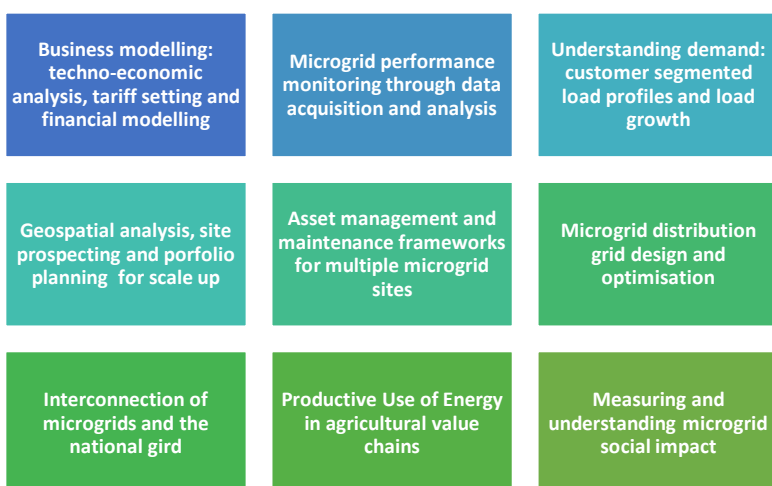 Business modelling:
techno-economic
analysis, tariff setting and
financial modelling
Microgrid performance
monitoring through data
acquisition and analysis
Understanding demand:
customer segmented
load profiles and load
growth
Geospatial analysis, site
prospecting and porfolio
planning for scale up
Asset management and
maintenance frameworks
for multiple microgrid
sites
Microgrid distribution
grid design and
optimisation
Interconnection of
microgrids and the
national gird
Productive Use of Energy
in agricultural value
chains
Measuring and
understanding microgrid
social impact